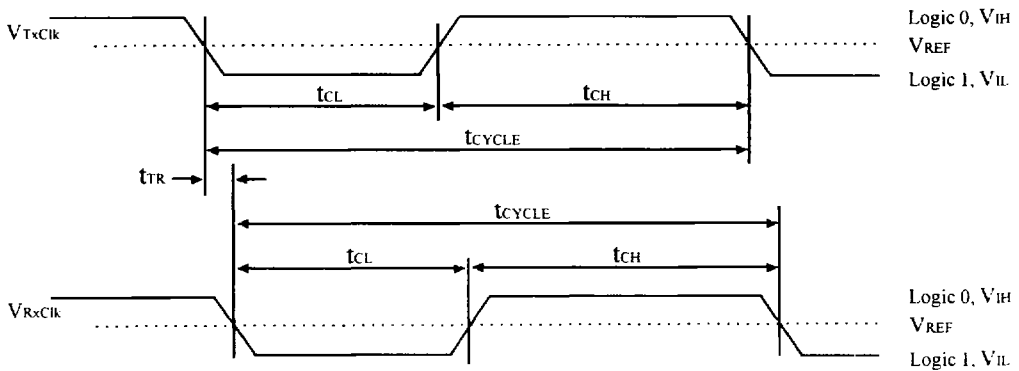 Logic 0, VIH
VTxClk
VREF
Logic 1, VIL
tCL
tCH
tCYCLE
tTR
tCYCLE
tCL
tCH
Logic 0, VIH
VRxClk
VREF
Logic 1, VIL